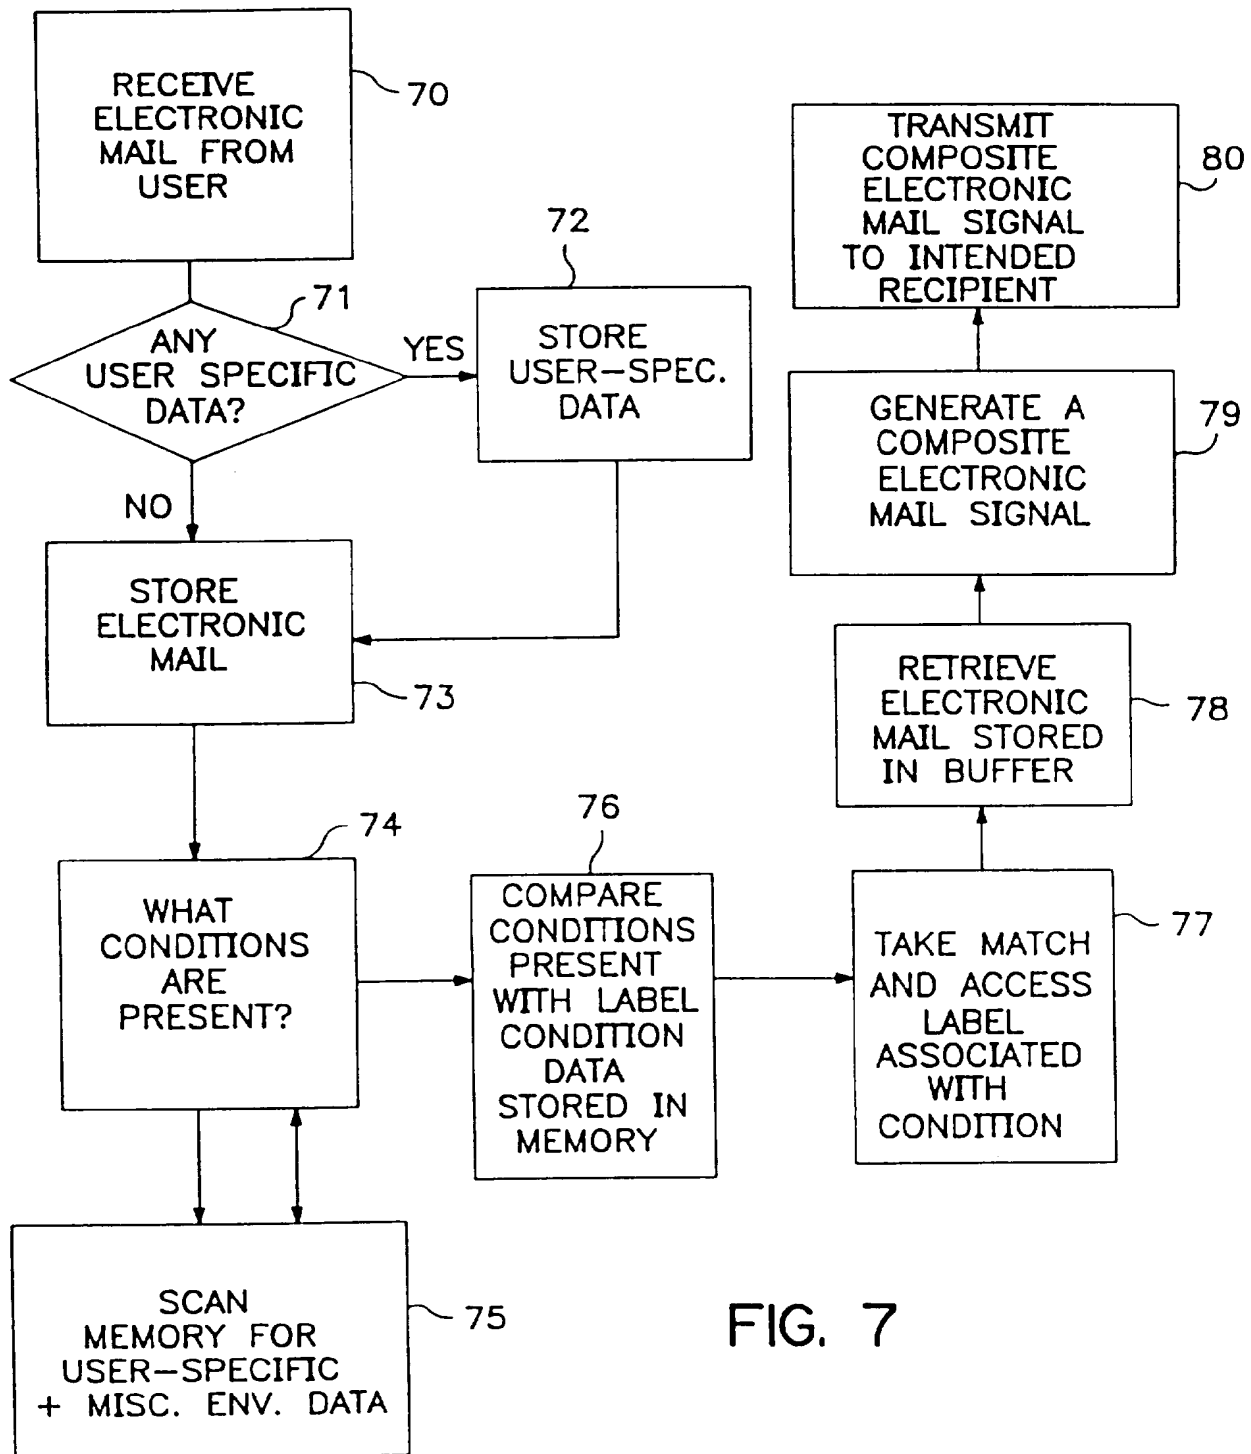 RECEIVE
ELECTRONIC
MAIL FROM
USER
70
ANY
USER SPECIFIC
DATA?
71
YES
NO
72
STORE
USER-SPEC.
DATA
STORE
ELECTRONIC
MAIL
73
WHAT
CONDITIONS
ARE
PRESENT?
74
SCAN
MEMORY FOR
USER-SPECIFIC
+ MISC. ENV. DATA
75
76
COMPARE
CONDITIONS
PRESENT
WITH LABEL
CONDITION
DATA
STORED IN
MEMORY
TAKE MATCH
AND ACCESS
LABEL
ASSOCIATED
WITH
CONDITION
77
RETRIEVE
ELECTRONIC
MAIL STORED
IN BUFFER
78
GENERATE A
COMPOSITE
ELECTRONIC
MAIL SIGNAL
79
TRANSMIT
COMPOSITE
ELECTRONIC
MAIL SIGNAL
TO INTENDED
RECIPIENT
80
FIG. 7